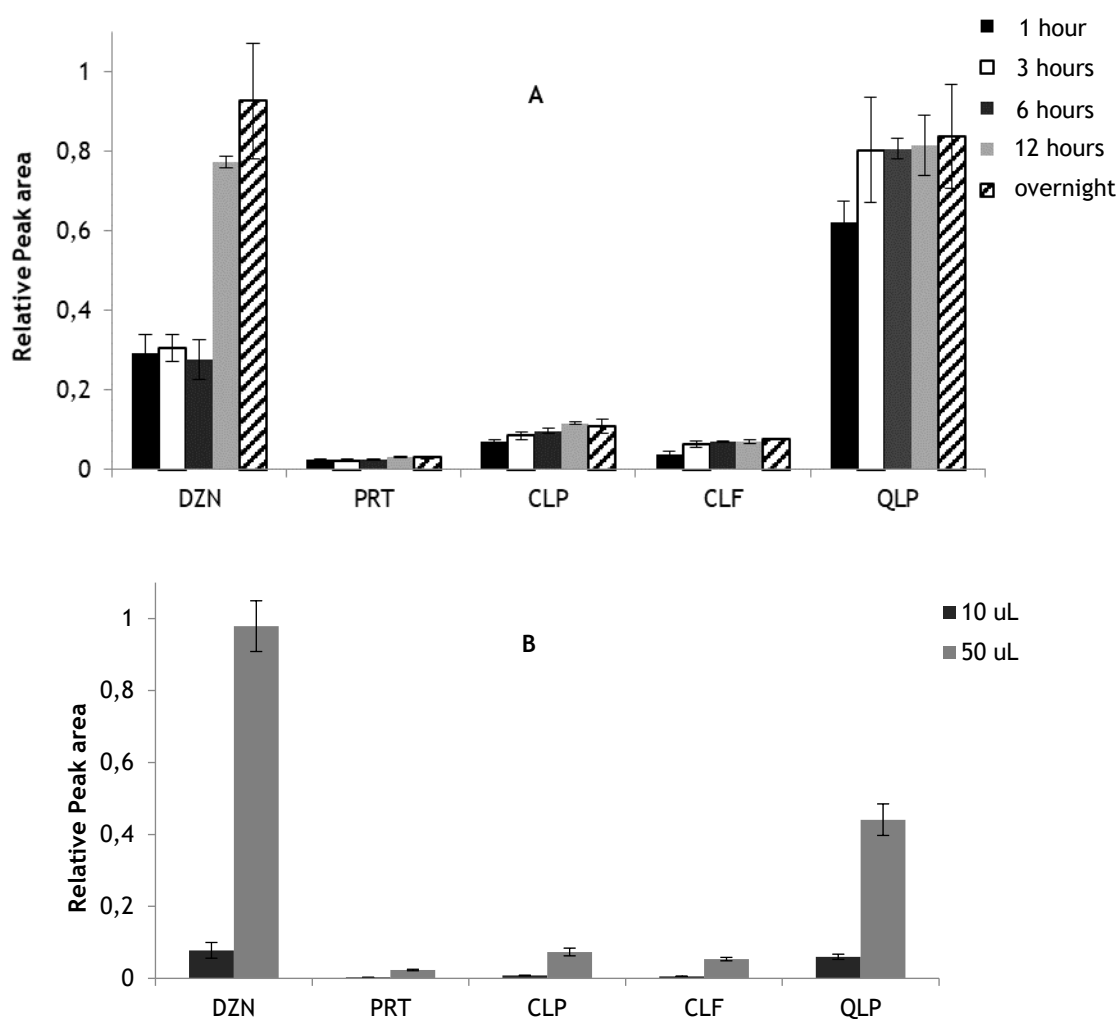 1 hour
3 hours
6 hours
12 hours
overnight
A
Relative Peak area
1
0,8
0,6
0,4
0,2
0
DZN PRT CLP CLF QLP
10 uL
50 uL
B
Relative Peak area
1
0,8
0,6
0,4
0,2
0
DZN PRT CLP CLF QLP